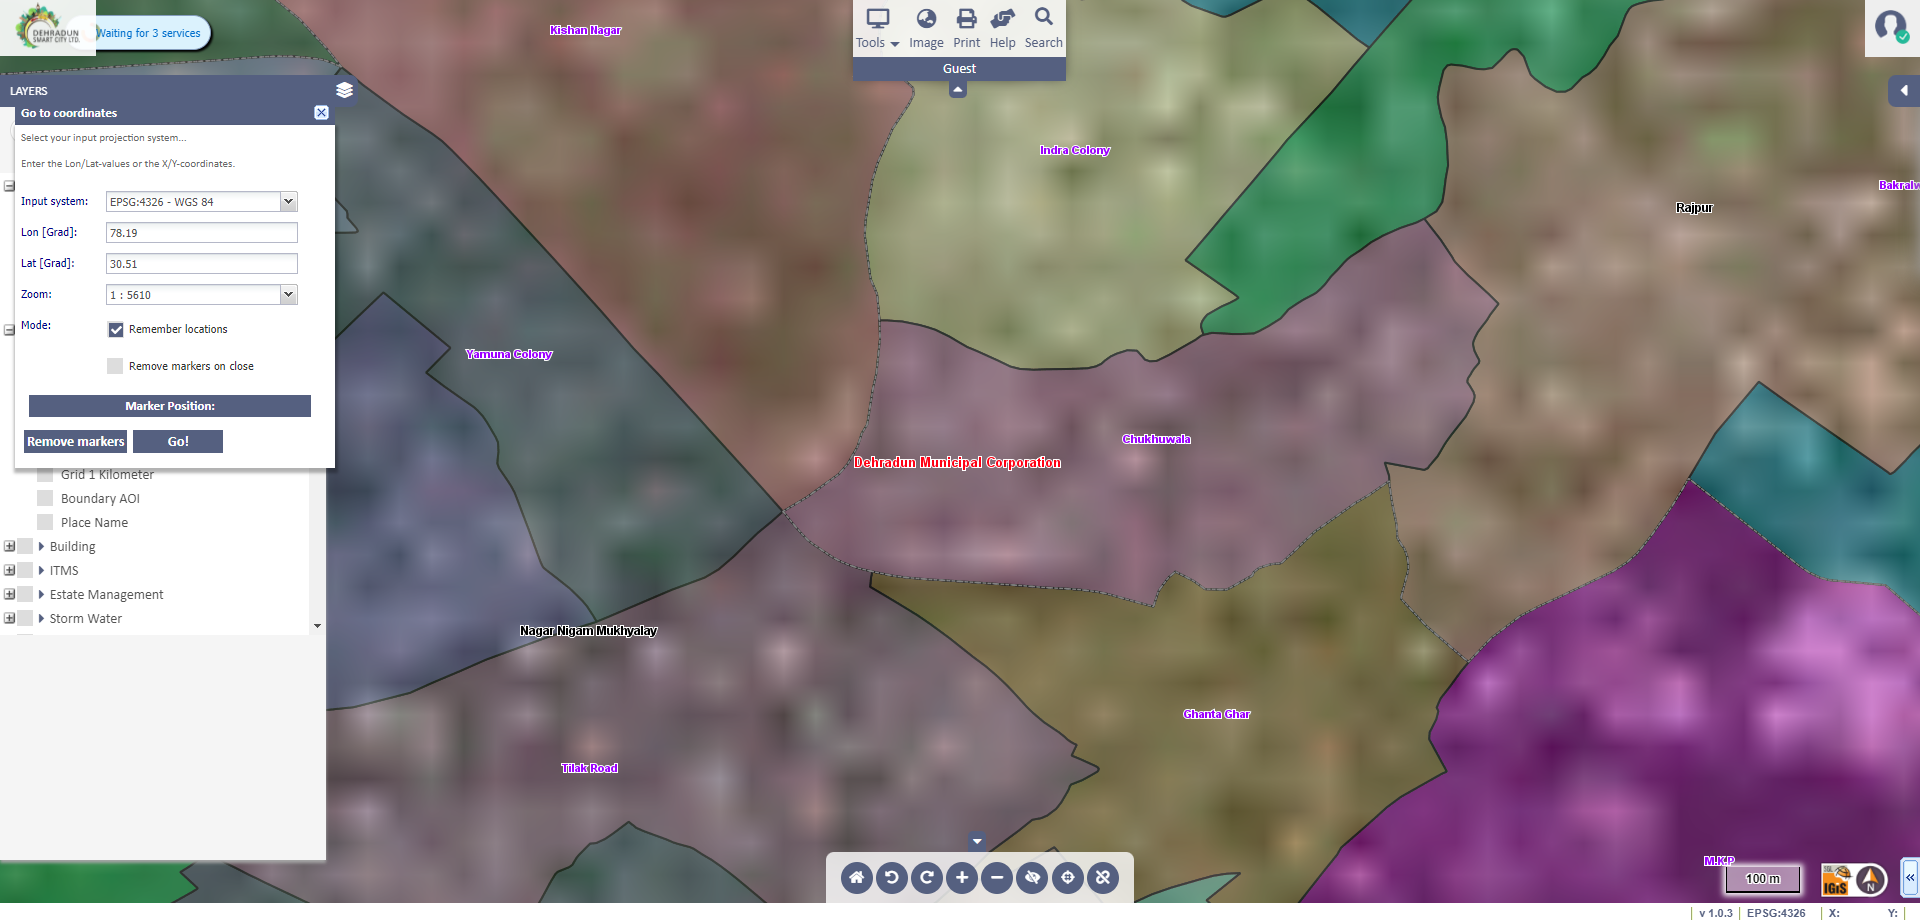 DEHRADUN
SMART CITY LTD.
Waiting for 3 services
Tools
Image
Print
Help
Search
Guest
LAYERS
Go to coordinates
Select your input projection system...
Enter the Lon/Lat-values or the X/Y-coordinates.
Input system:
EPSG:4326 - WGS 84
Lon [Grad]:
78.19
Lat [Grad]:
30.51
Zoom:
1 : 5610
Mode:
Remember locations
Remove markers on close
Marker Position:
Remove markers
Go!
Grid 1 Kilometer
Boundary AOI
Place Name
Building
ITMS
Estate Management
Storm Water
Kishan Nagar
Indra Colony
Bakralw
Rajpur
Yamuna Colony
Chukhuwala
Dehradun Municipal Corporation
Nagar Nigam Mukhyalay
Ghanta Ghar
Tilak Road
M.K.P
100 m
SGL
IGiS
N
v 1.0.3
EPSG:4326
X:
Y: